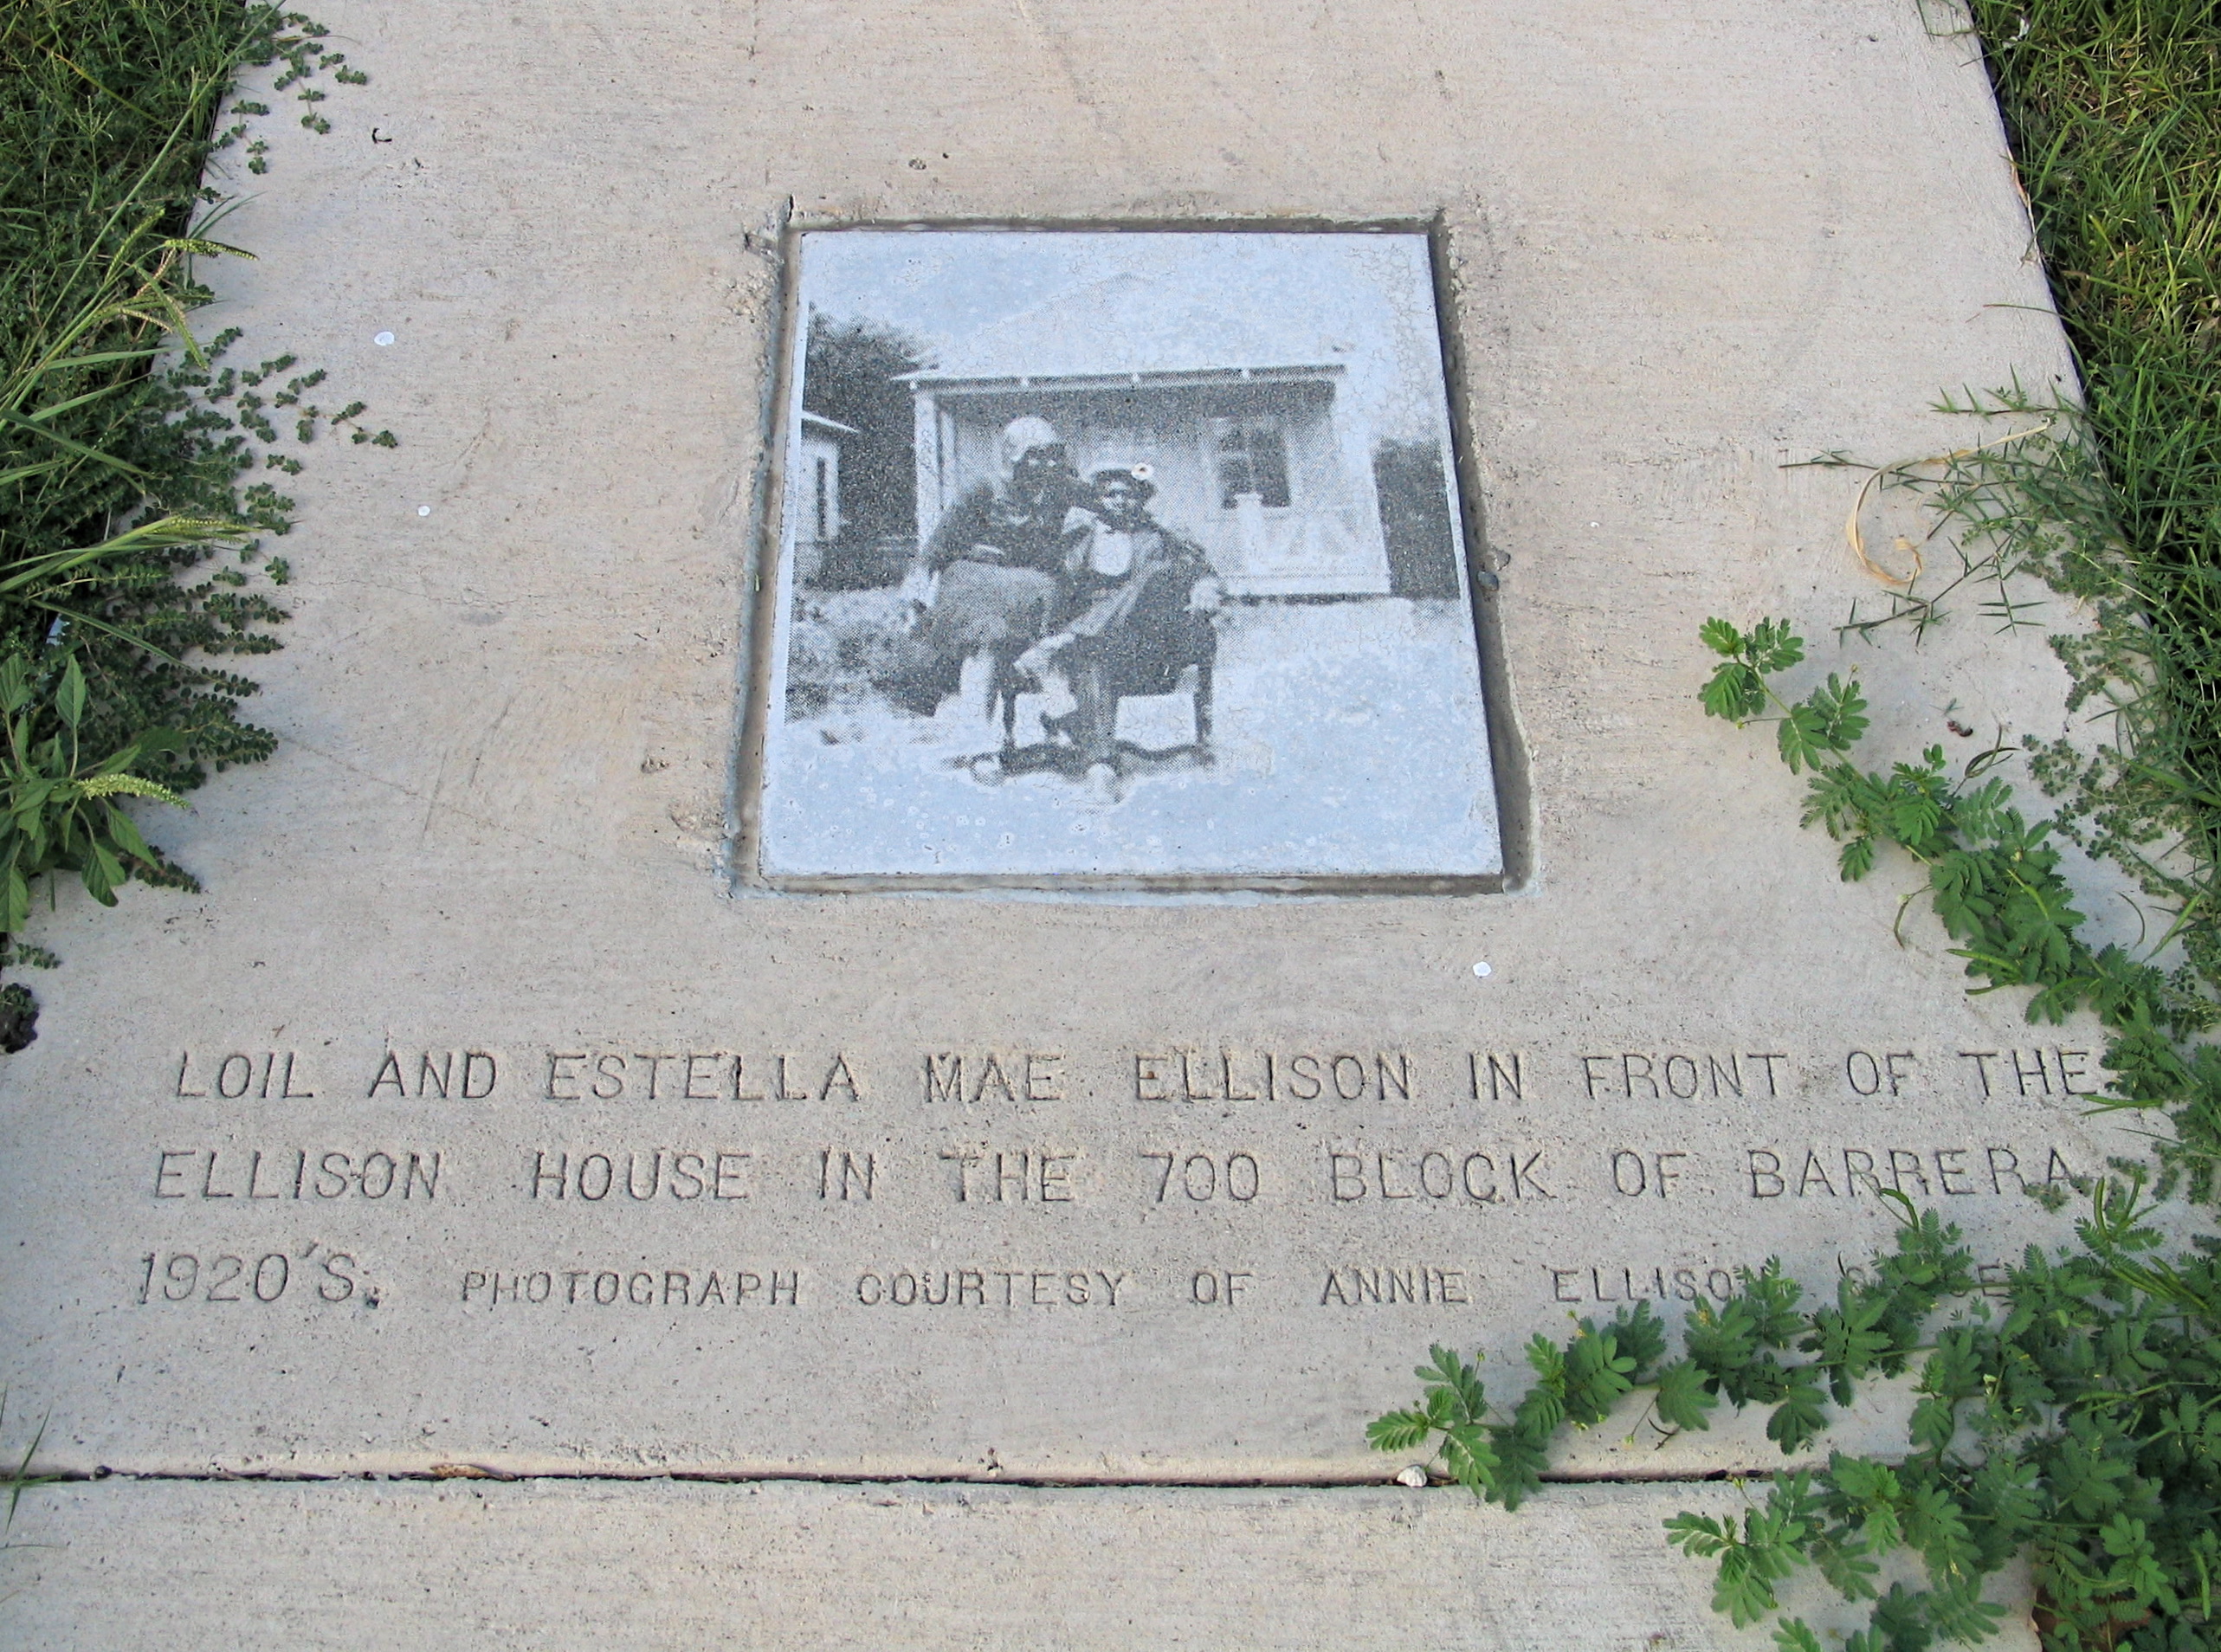 LOIL AND ESTELLA MAE ELLISON IN FRONT OF THE
ELLISON HOUSE IN THE 700 BLOCK OF BARRERA
1920'S. PHOTOGRAPH COURTESY OF ANNIE ELLISON